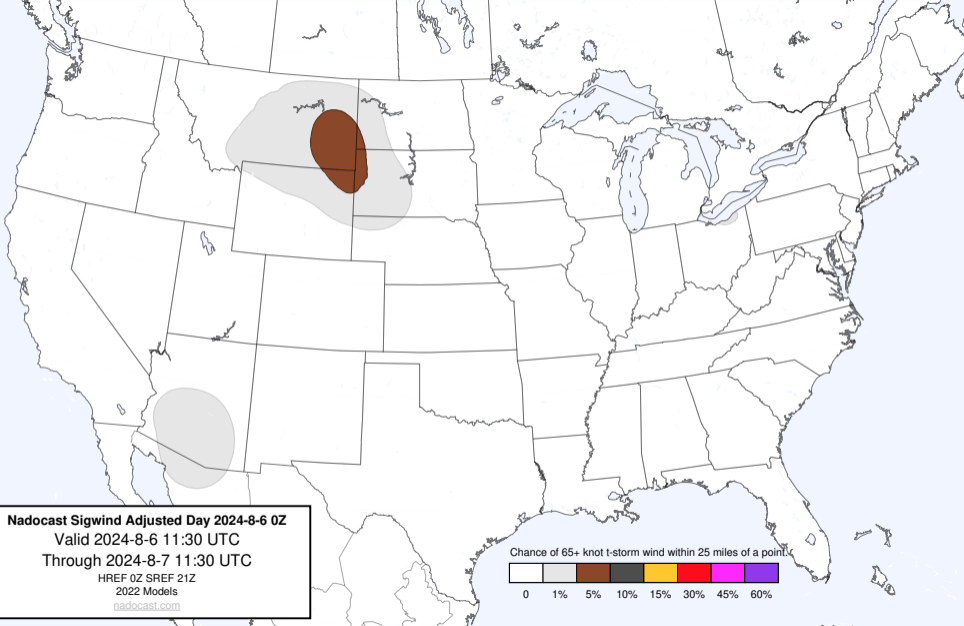 Nadocast Sigwind Adjusted Day 2024-8-6 0Z
Valid 2024-8-6 11:30 UTC
Through 2024-8-7 11:30 UTC
HREF 0Z SREF 21Z
2022 Models
nadocast.com
Chance of 65+ knot t-storm wind within 25 miles of a point.
0 1% 5% 10% 15% 30% 45% 60%